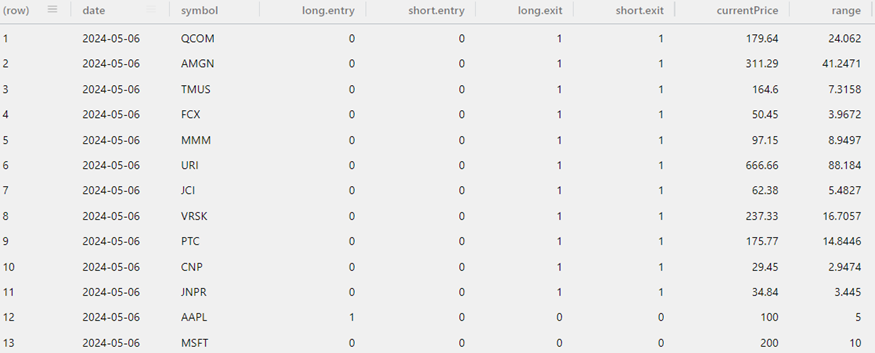 (row) date symbol long.entry short.entry long.exit short.exit currentPrice range
1 2024-05-06 QCOM 0 0 1 1 179.64 24.062
2 2024-05-06 AMGN 0 0 1 1 311.29 41.2471
3 2024-05-06 TMUS 0 0 1 1 164.6 7.3158
4 2024-05-06 FCX 0 0 1 1 50.45 3.9672
5 2024-05-06 MMM 0 0 1 1 97.15 8.9497
6 2024-05-06 URI 0 0 1 1 666.66 88.184
7 2024-05-06 JCI 0 0 1 1 62.38 5.4827
8 2024-05-06 VRSK 0 0 1 1 237.33 16.7057
9 2024-05-06 PTC 0 0 1 1 175.77 14.8446
10 2024-05-06 CNP 0 0 1 1 29.45 2.9474
11 2024-05-06 JNPR 0 0 1 1 34.84 3.445
12 2024-05-06 AAPL 1 0 0 0 100 5
13 2024-05-06 MSFT 0 0 0 0 200 10